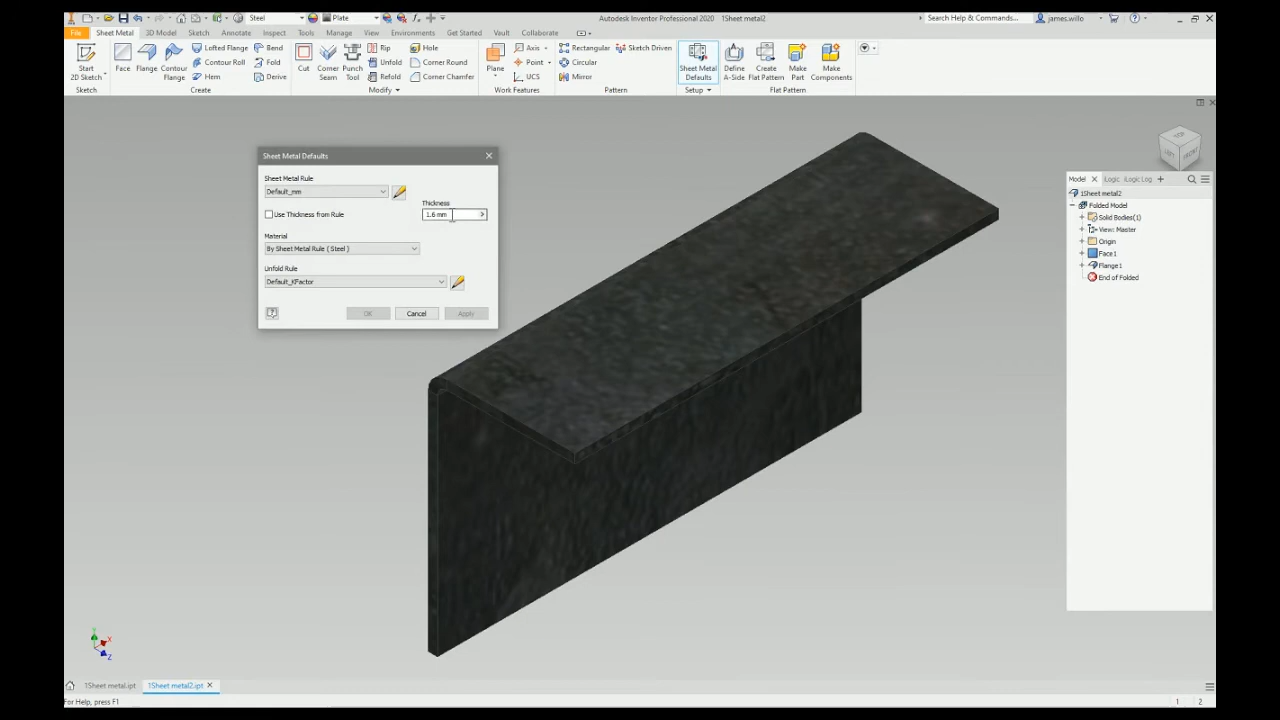 Steel
Plate
Autodesk Inventor Professional 2020   1Sheet metal2
Search Help & Commands...
james.willo
File
Sheet Metal
3D Model
Sketch
Annotate
Inspect
Tools
Manage
View
Environments
Get Started
Vault
Collaborate
Start
2D Sketch
Face
Flange
Contour
Flange
Lofted Flange
Contour Roll
Hem
Bend
Fold
Derive
Cut
Corner
Seam
Punch
Tool
Rip
Unfold
Refold
Hole
Corner Round
Corner Chamfer
Plane
Axis
Point
UCS
Rectangular
Circular
Mirror
Sketch Driven
Sheet Metal
Defaults
Define
A-Side
Create
Flat Pattern
Make
Part
Make
Components
Sketch
Create
Modify
Work Features
Pattern
Setup
Flat Pattern
Sheet Metal Defaults
Sheet Metal Rule
Default_mm
Use Thickness from Rule
Thickness
1.6 mm
Material
By Sheet Metal Rule ( Steel )
Unfold Rule
Default_KFactor
OK
Cancel
Apply
TOP
LEFT
FRONT
Model
iLogic
iLogic Log
1Sheet metal2
Folded Model
Solid Bodies(1)
View: Master
Origin
Face1
Flange1
End of Folded
Y
X
Z
1Sheet metal.ipt
1Sheet metal2.ipt
For Help, press F1
1
2